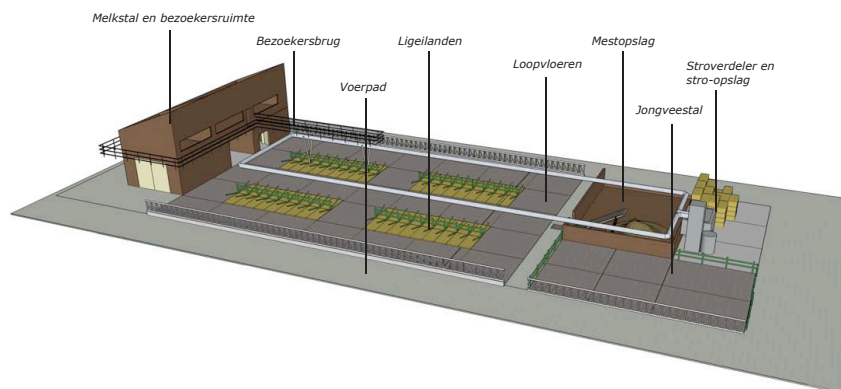 Melkstal en bezoekersruimte
Bezoekersbrug
Ligeilanden
Mestopslag
Voerpad
Loopvloeren
Stroverdeler en
stro-opslag
Jongveestal